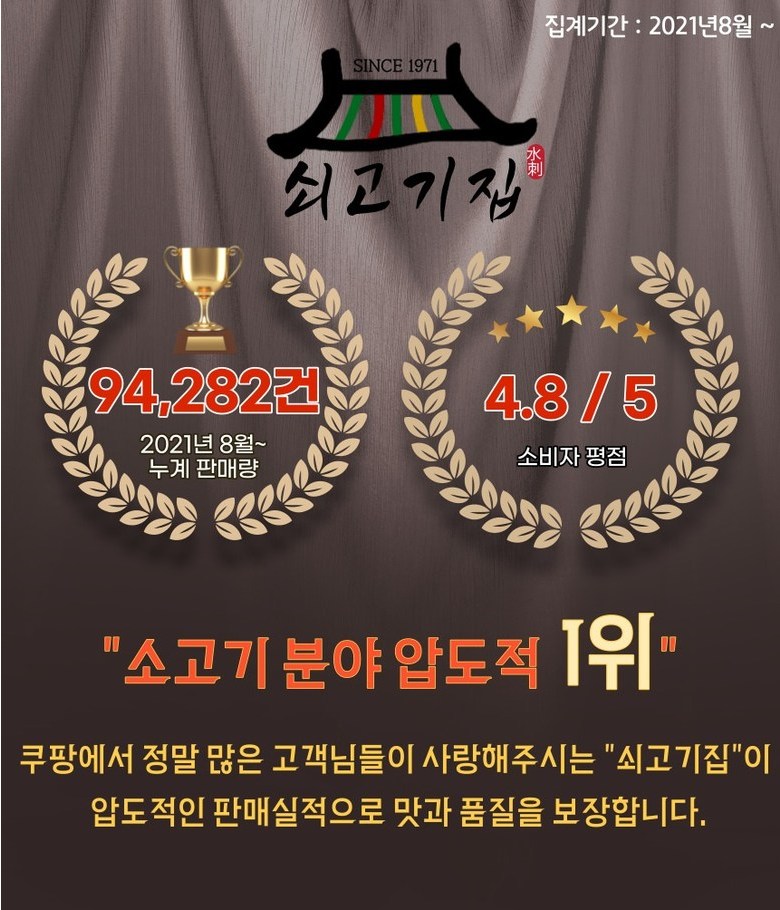 집계기간 : 2021년8월 ~
SINCE 1971
쇠고기집
水刺
94,282건
2021년 8월~
누계 판매량
4.8 / 5
소비자 평점
"소고기 분야 압도적 1위"
쿠팡에서 정말 많은 고객님들이 사랑해주시는 "쇠고기집"이
압도적인 판매실적으로 맛과 품질을 보장합니다.